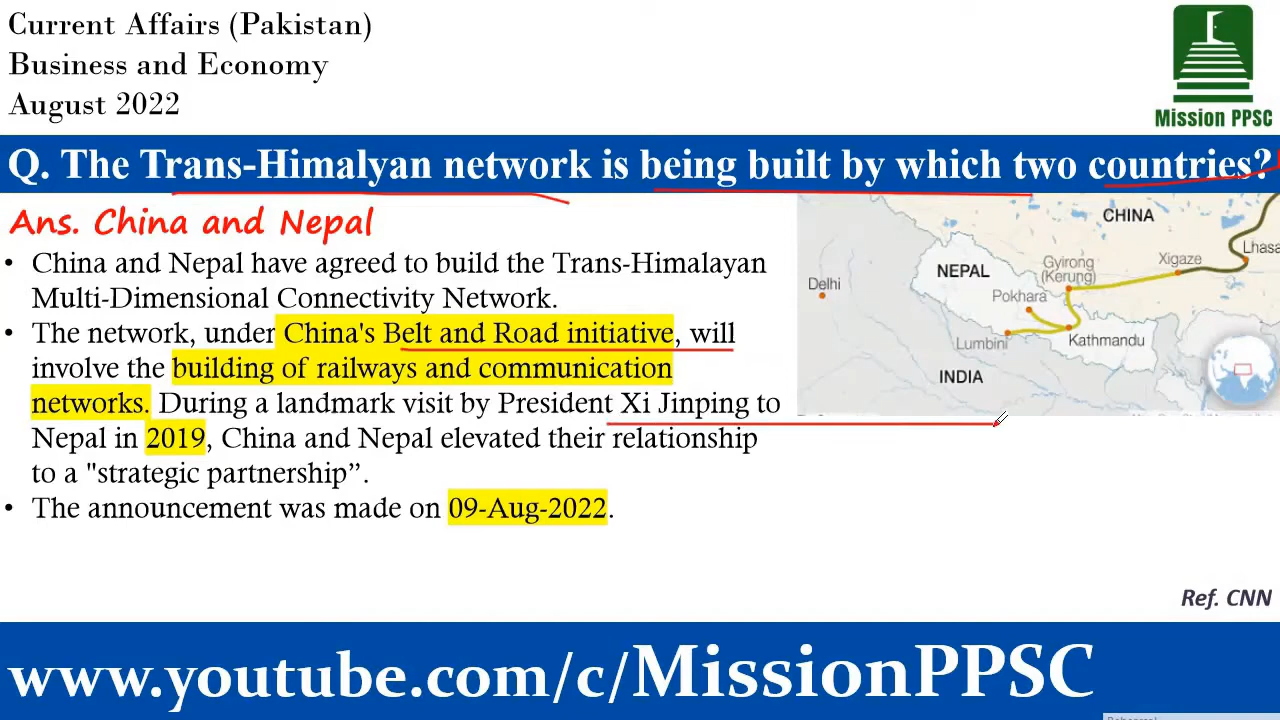 Current Affairs (Pakistan)
Business and Economy
August 2022
Mission PPSC
Q. The Trans-Himalyan network is being built by which two countries?
Ans. China and Nepal
• China and Nepal have agreed to build the Trans-Himalayan
Multi-Dimensional Connectivity Network.
• The network, under China's Belt and Road initiative, will
involve the building of railways and communication
networks. During a landmark visit by President Xi Jinping to
Nepal in 2019, China and Nepal elevated their relationship
to a "strategic partnership”.
• The announcement was made on 09-Aug-2022.
CHINA
Lhasa
Xigaze
Gyirong
(Kerung)
NEPAL
Delhi
Pokhara
Lumbini
Kathmandu
INDIA
Ref. CNN
www.youtube.com/c/MissionPPSC